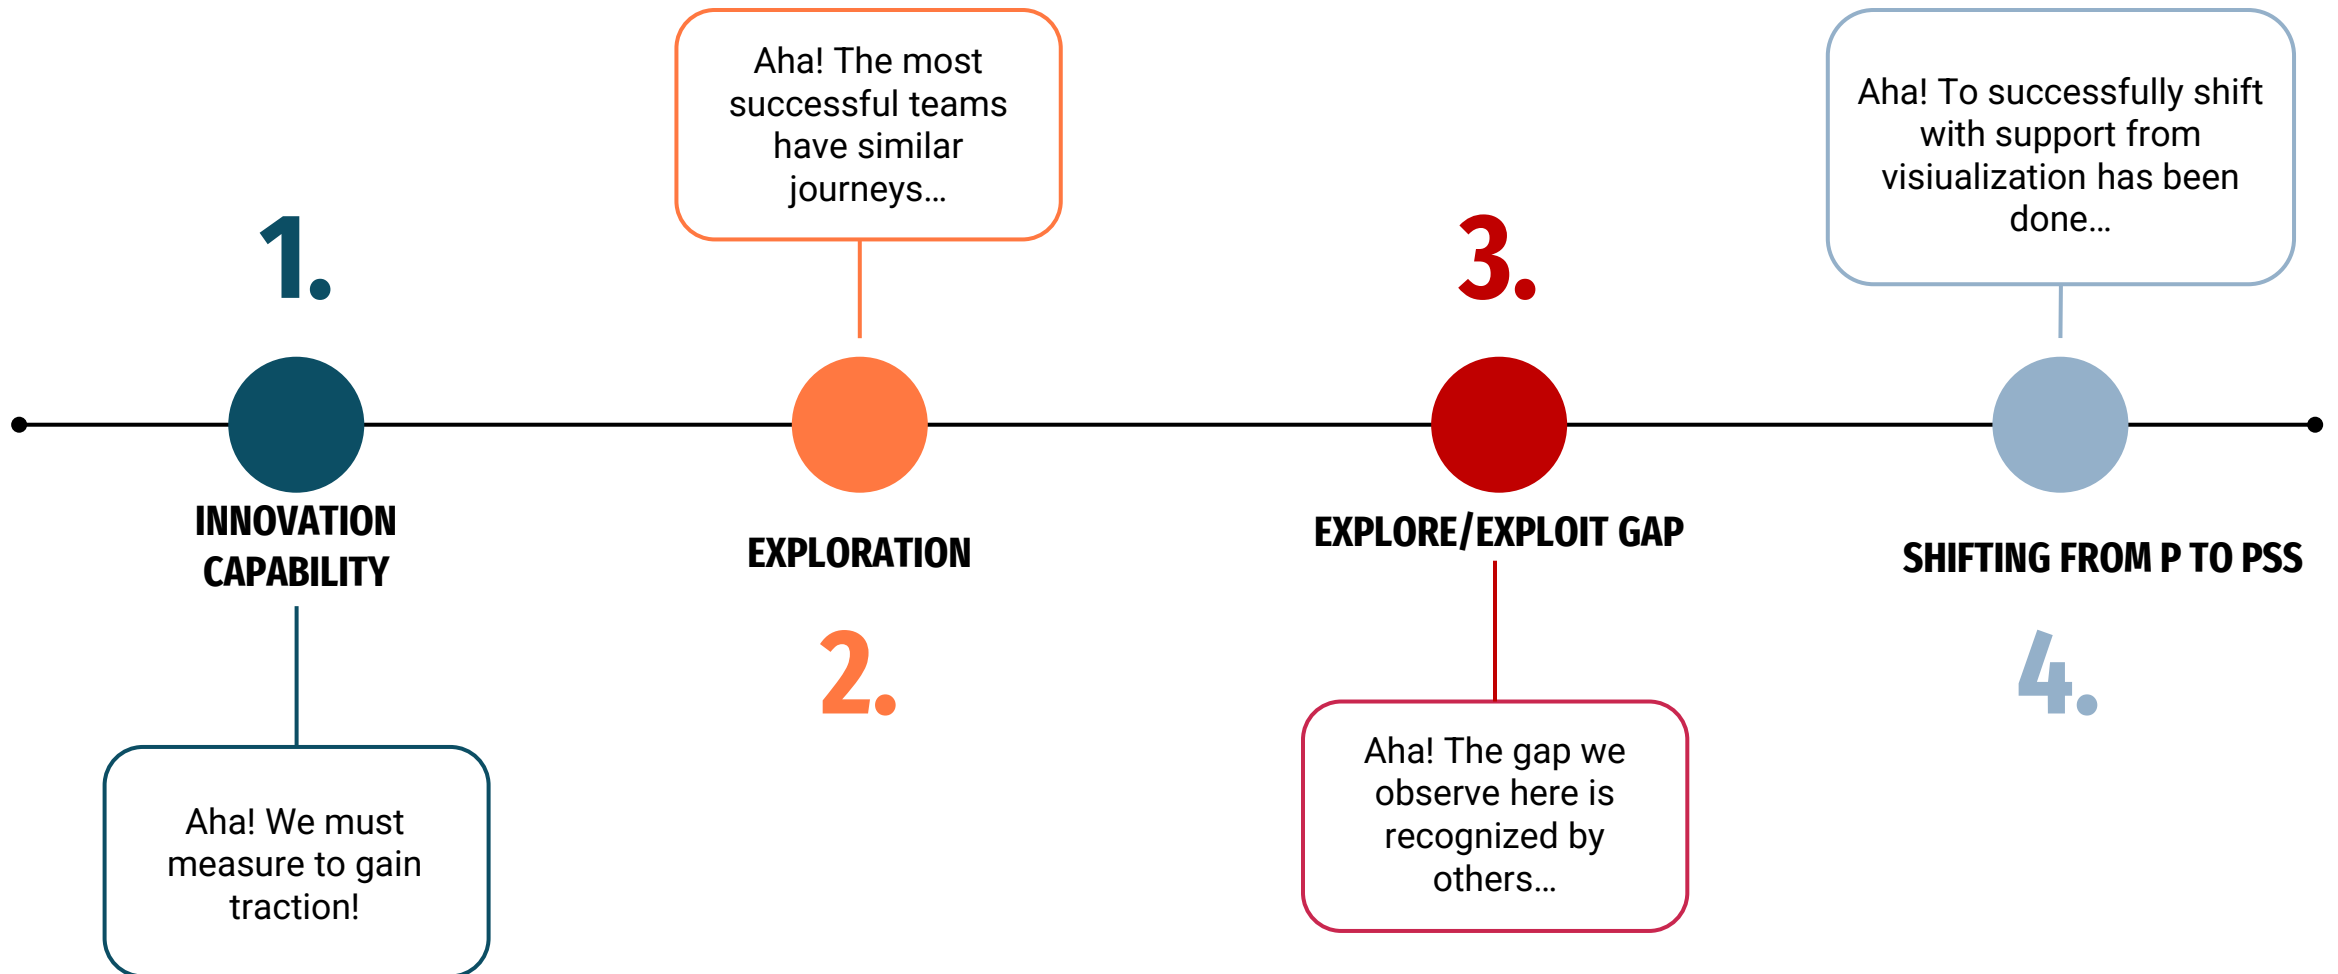 1.
INNOVATION
CAPABILITY
Aha! We must
measure to gain
traction!
Aha! The most
successful teams
have similar
journeys...
EXPLORATION
2.
3.
EXPLORE/EXPLOIT GAP
Aha! The gap we
observe here is
recognized by
others...
Aha! To successfully shift
with support from
visiualization has been
done...
SHIFTING FROM P TO PSS
4.